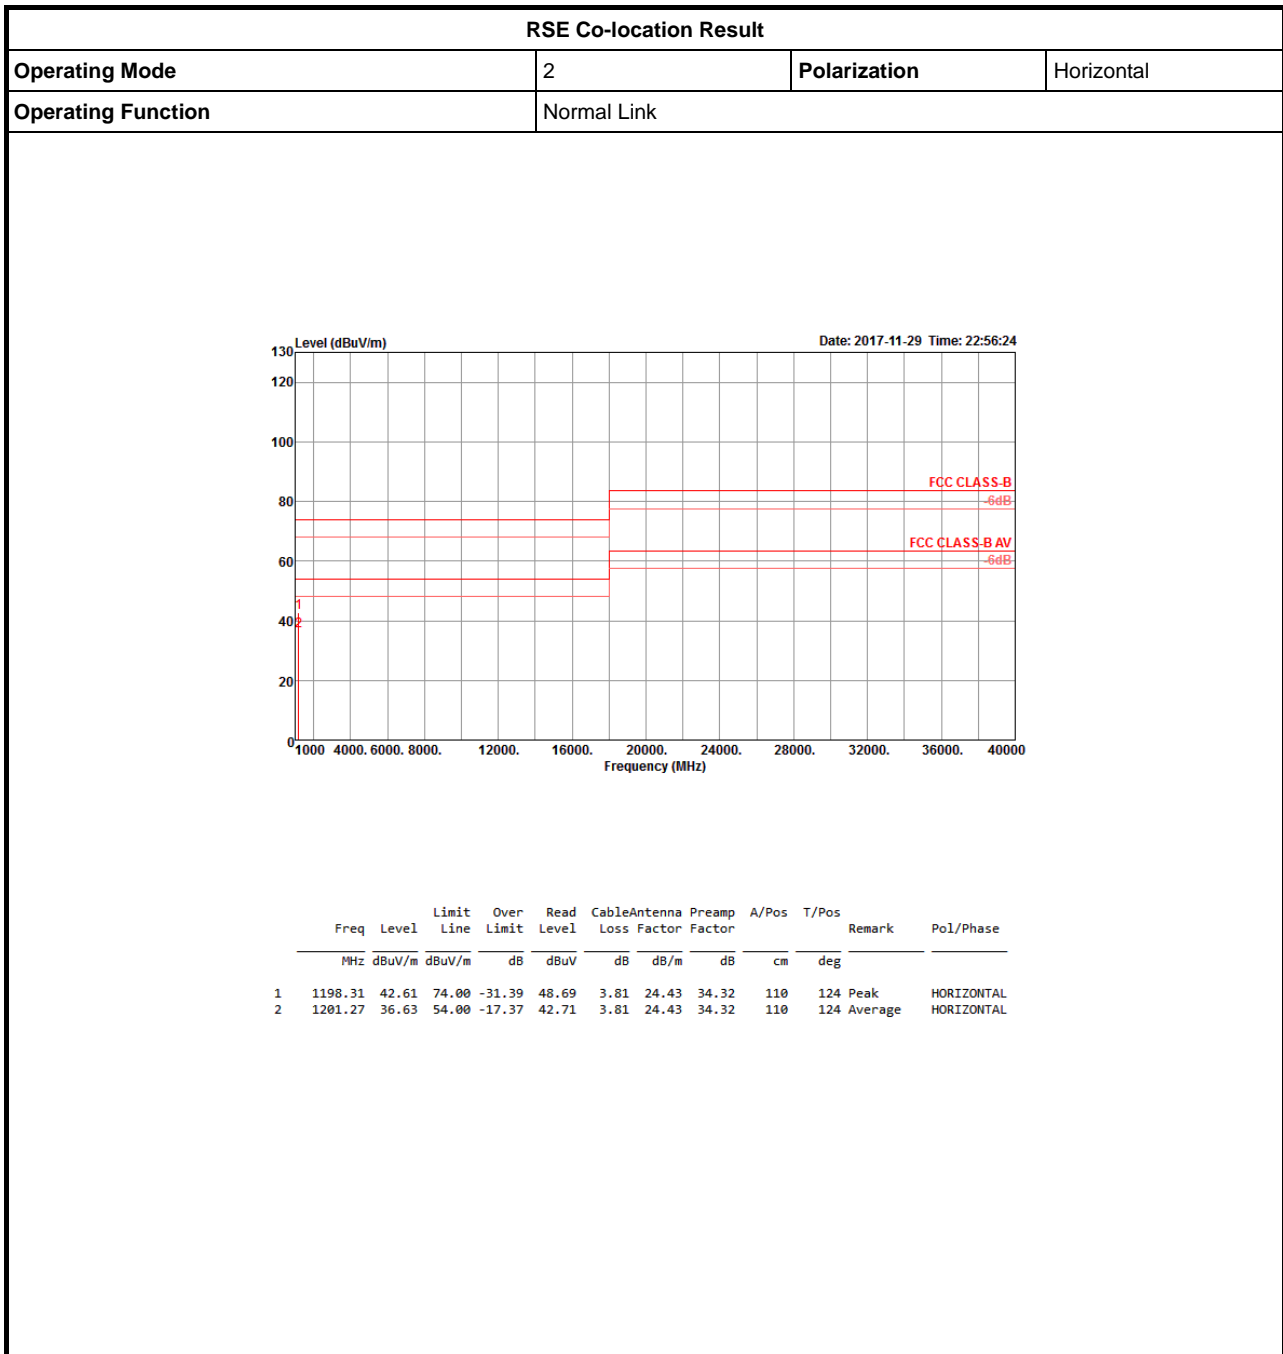 RSE Co-location Result
Operating Mode 2 Polarization Horizontal
Operating Function Normal Link
Level (dBuV/m) Date: 2017-11-29 Time: 22:56:24
130
120
100
FCC CLASS-B
80 -6dB
FCC CLASS-B AV
60 -6dB
1
40 2
20
0
1000 4000. 6000. 8000. 12000. 16000. 20000. 24000. 28000. 32000. 36000. 40000
Frequency (MHz)
Limit Over Read CableAntenna Preamp A/Pos T/Pos
Freq Level Line Limit Level Loss Factor Factor Remark Pol/Phase
MHz dBuV/m dBuV/m dB dBuV dB dB/m dB cm deg
1 1198.31 42.61 74.00 -31.39 48.69 3.81 24.43 34.32 110 124 Peak HORIZONTAL
2 1201.27 36.63 54.00 -17.37 42.71 3.81 24.43 34.32 110 124 Average HORIZONTAL